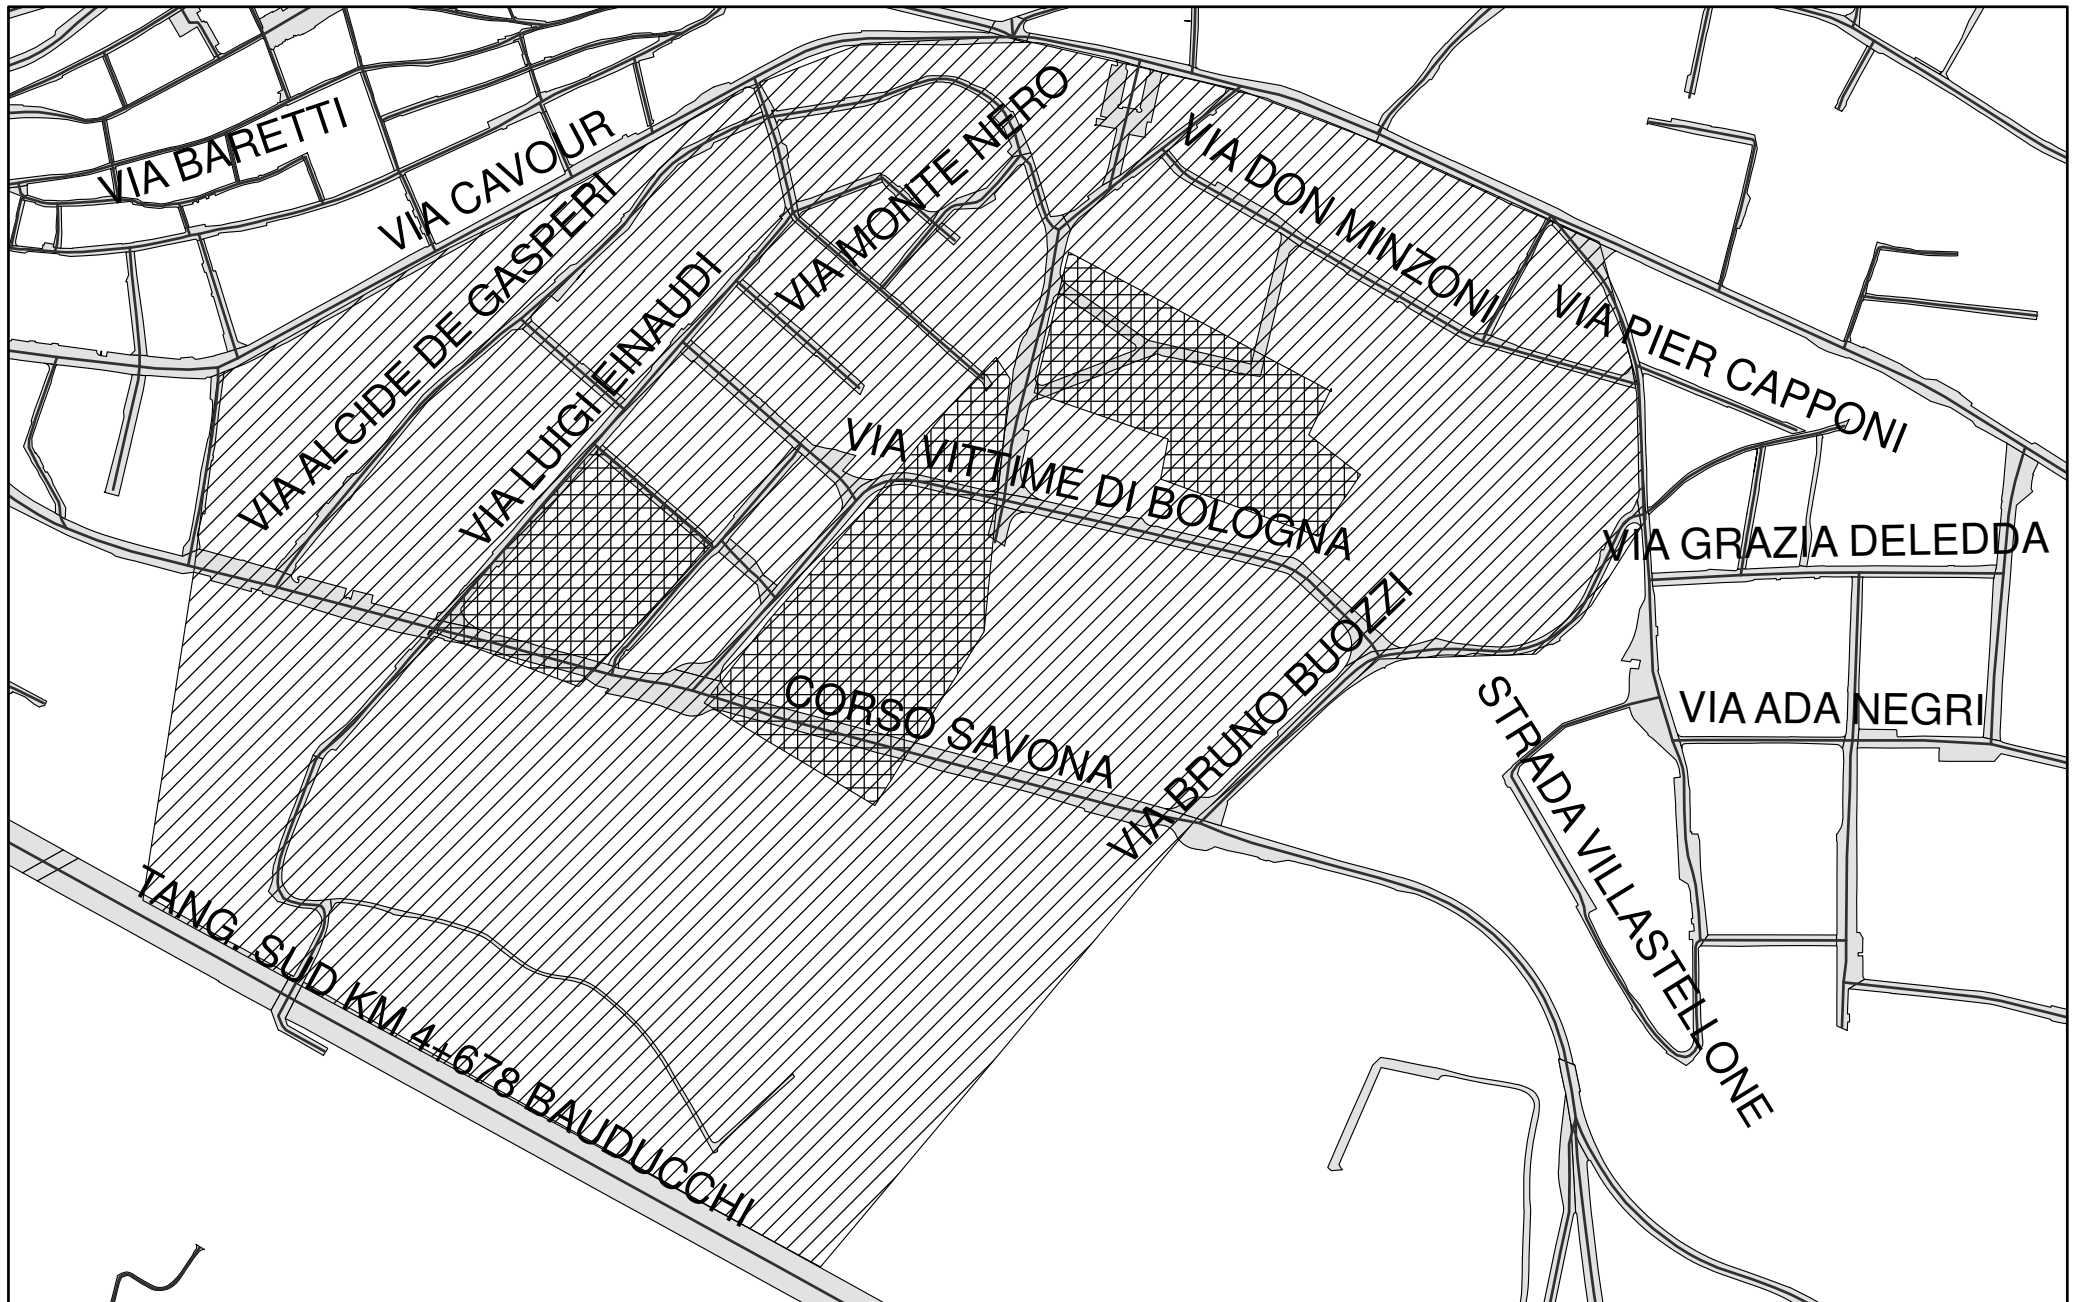 VIA BARETTI
VIA CAVOUR
VIA MONTE NERO
VIA DON MINZONI
VIA ALCIDE DE GASPERI
VIA LUIGI EINAUDI
VIA PIER CAPPONI
VIA VITTIME DI BOLOGNA
VIA GRAZIA DELEDDA
VIA BRUNO BUOZZI
CORSO SAVONA
VIA ADA NEGRI
STRADA VILLASTELLONE
TANG. SUD KM 4+678 BAUDUCCHI